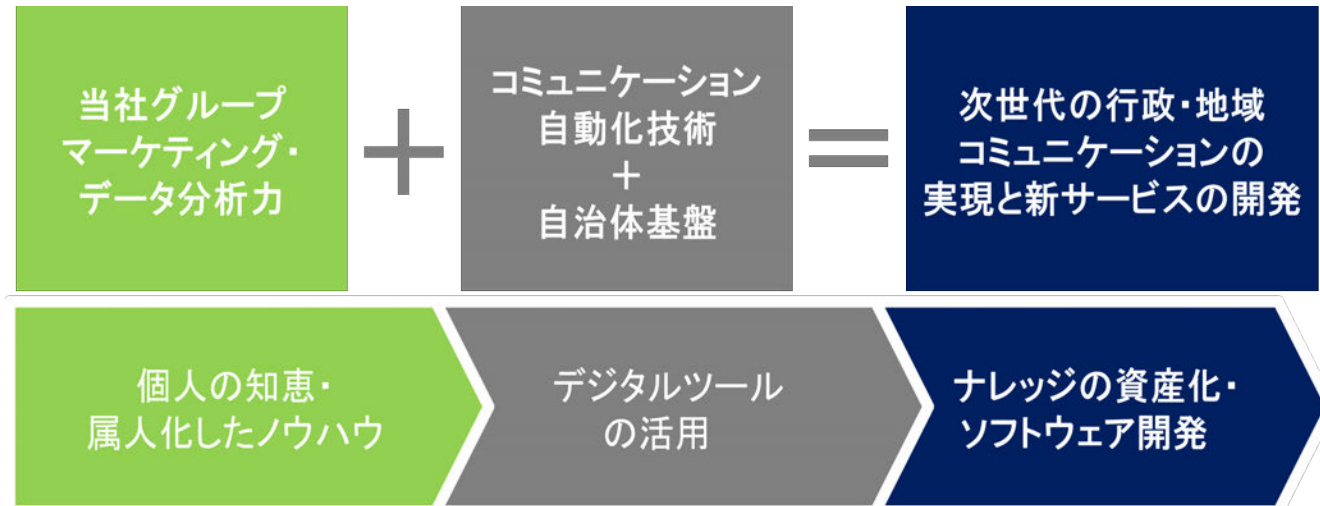 当社グループ
マーケティング・
データ分析力
＋
コミュニケーション
自動化技術
＋
自治体基盤
＝
次世代の行政・地域
コミュニケーションの
実現と新サービスの開発
個人の知恵・
属人化したノウハウ
デジタルツール
の活用
ナレッジの資産化・
ソフトウェア開発